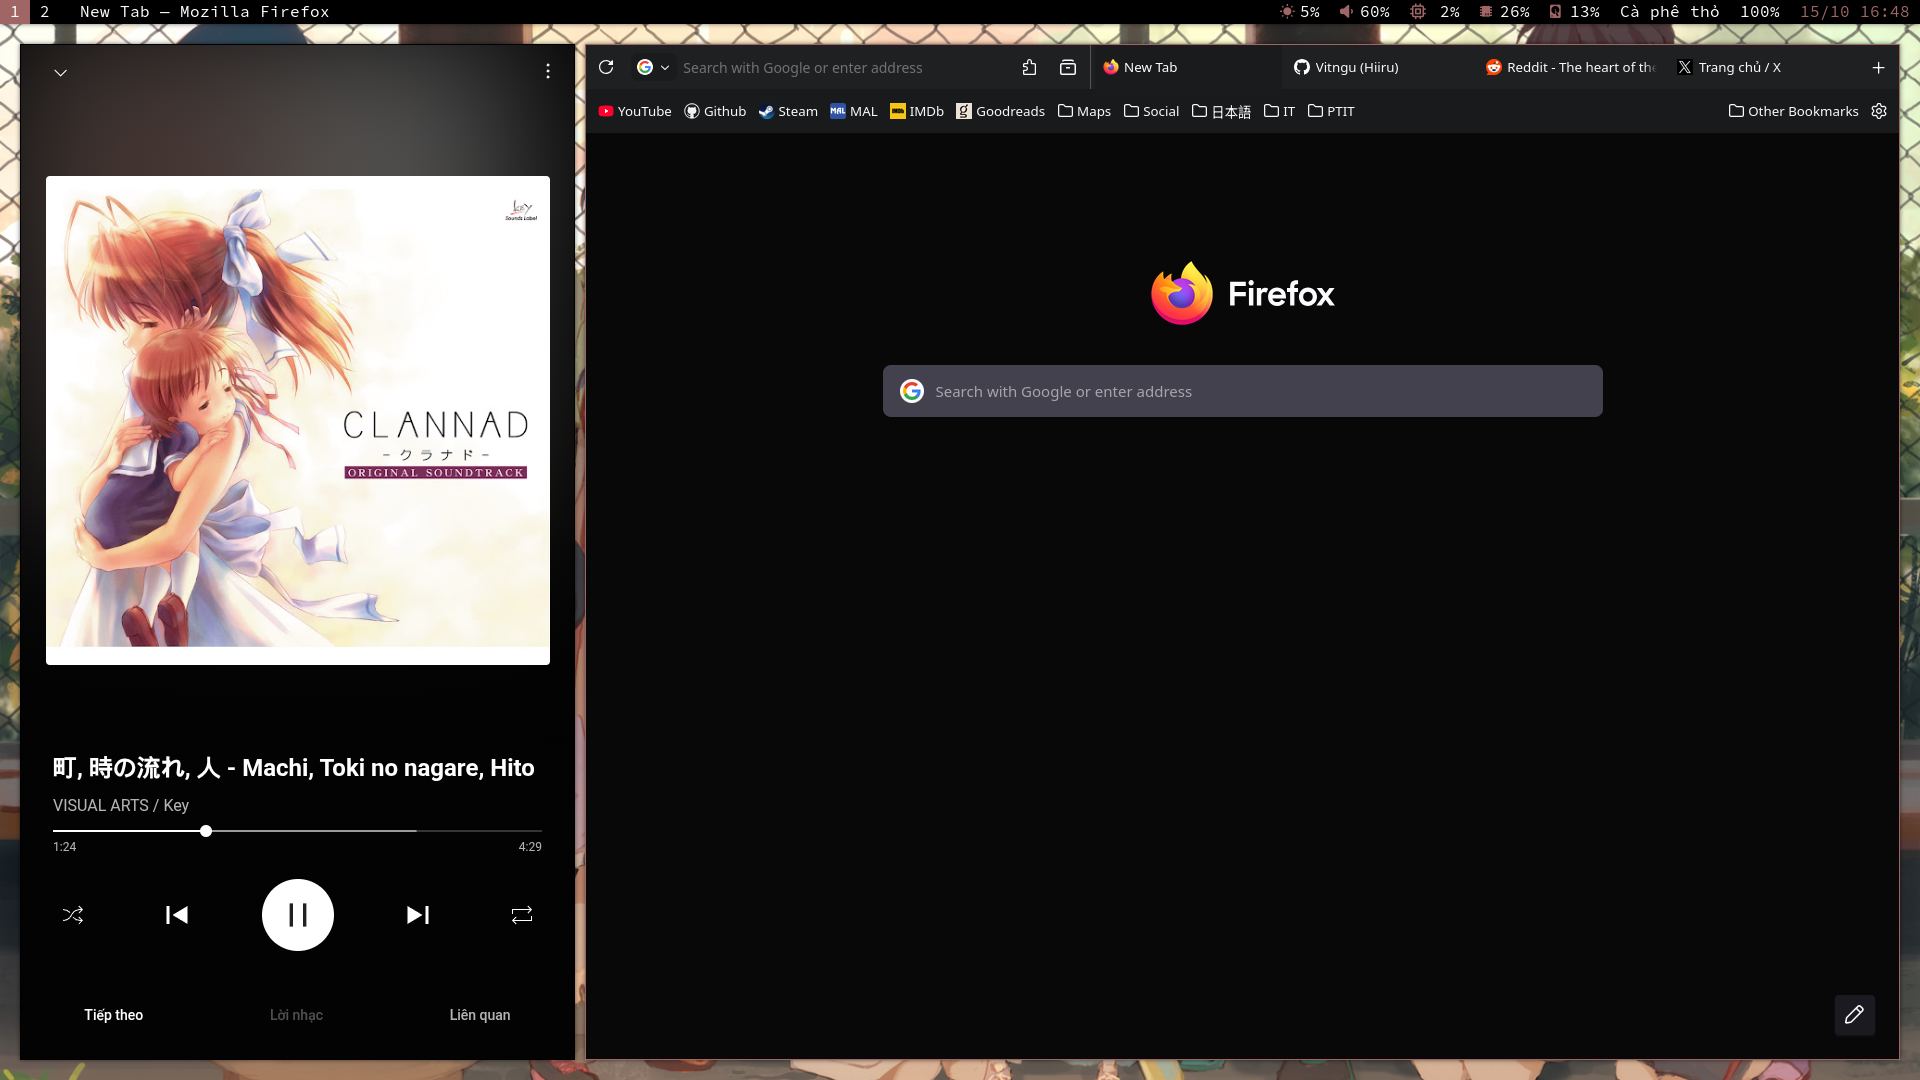 1 2 New Tab — Mozilla Firefox 5% 60% 2% 26% 13% Cà phê thỏ 100% 15/10 16:48
key
Sounds Label
CLANNAD
- クラナド -
ORIGINAL SOUNDTRACK
町, 時の流れ, 人 - Machi, Toki no nagare, Hito
VISUAL ARTS / Key
1:24 4:29
Tiếp theo Lời nhạc Liên quan
Search with Google or enter address New Tab Vitngu (Hiiru) Reddit - The heart of the Trang chủ / X
YouTube Github Steam MAL MAL IMDb IMDb g Goodreads Maps Social 日本語 IT PTIT Other Bookmarks
Firefox
Search with Google or enter address